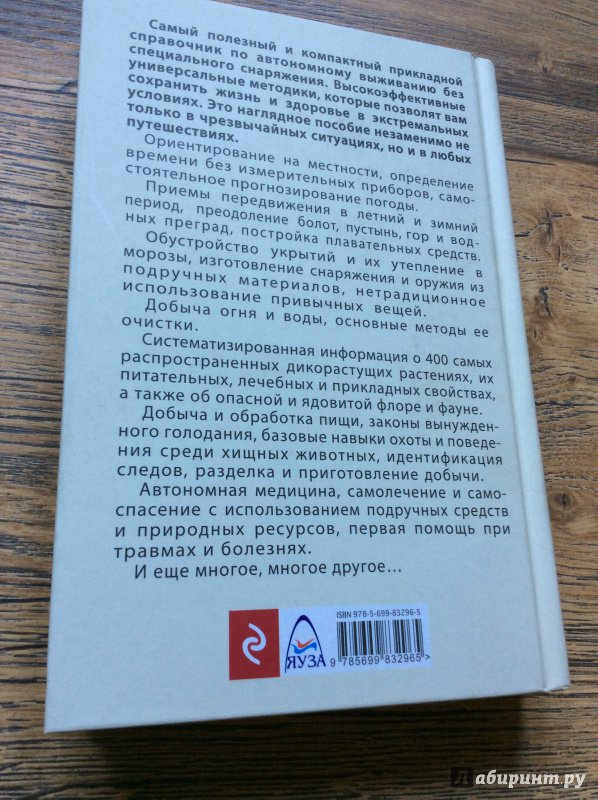 Самый полезный и компактный прикладной
справочник по автономному выживанию без
специального снаряжения. Высокоэффективные
универсальные методики, которые позволят вам
сохранить жизнь и здоровье в экстремальных
условиях. Это наглядное пособие незаменимо не
только в чрезвычайных ситуациях, но и в любых
путешествиях.
Ориентирование на местности, определение
времени без измерительных приборов, само-
стоятельное прогнозирование погоды.
Приемы передвижения в летний и зимний
период, преодоление болот, пустынь, гор и вод-
ных преград, постройка плавательных средств.
Обустройство укрытий и их утепление в
морозы, изготовление снаряжения и оружия из
подручных материалов, нетрадиционное
использование привычных вещей.
Добыча огня и воды, основные методы ее
очистки.
Систематизированная информация о 400 самых
распространенных дикорастущих растениях, их
питательных, лечебных и прикладных свойствах,
а также об опасной и ядовитой флоре и фауне.
Добыча и обработка пищи, законы вынужден-
ного голодания, базовые навыки охоты и поведе-
ния среди хищных животных, идентификация
следов, разделка и приготовление добычи.
Автономная медицина, самолечение и само-
спасение с использованием подручных средств
и природных ресурсов, первая помощь при
травмах и болезнях.
И еще многое, многое другое...
ISBN 978-5-699-83296-5
ЯУЗА
9 785699 832965>
Лабиринт.ру